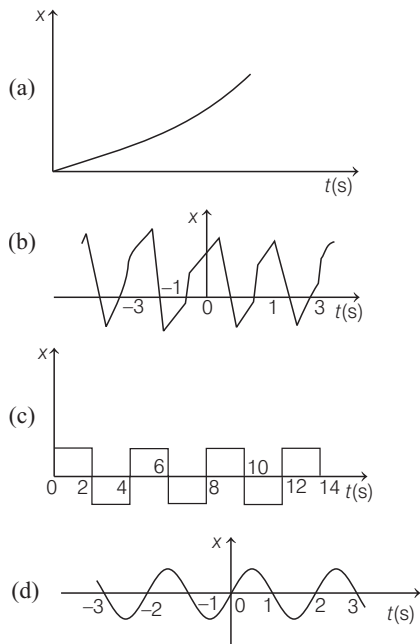 x
(a)
t(s)
x
(b)
–3 –1 0 1 3 t(s)
x
(c)
0 2 4 6 8 10 12 14 t(s)
x
(d)
–3 –2 –1 0 1 2 3 t(s)